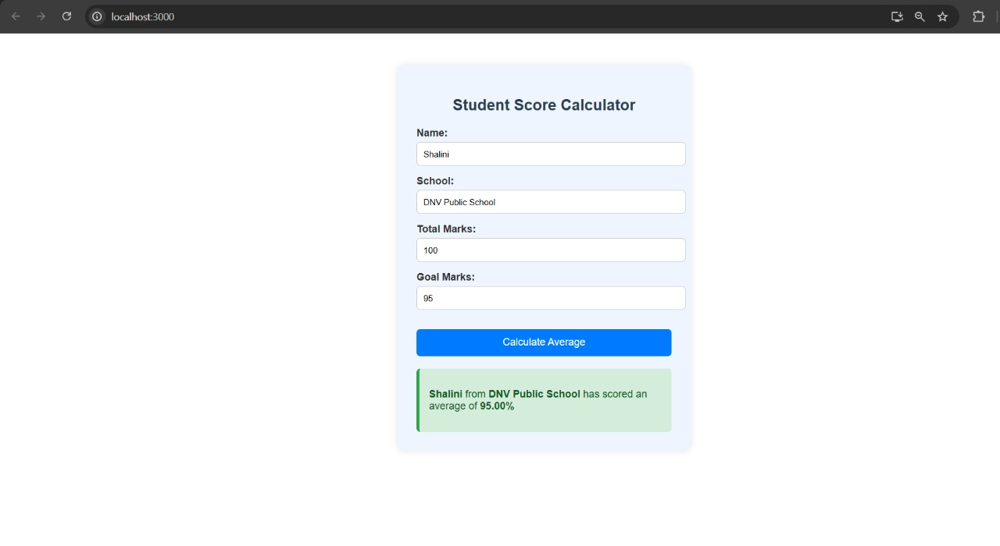 localhost:3000
Student Score Calculator
Name:
Shalini
School:
DNV Public School
Total Marks:
100
Goal Marks:
95
Calculate Average
Shalini from DNV Public School has scored an
average of 95.00%